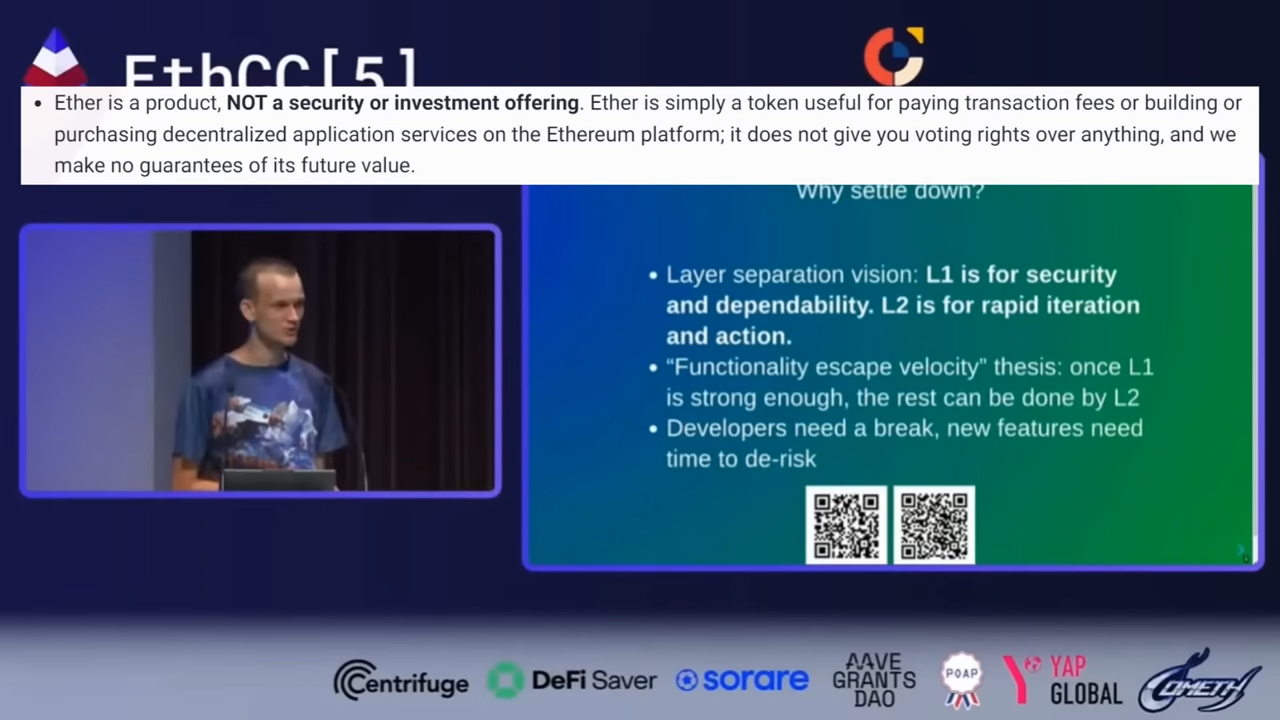 EthCC[5]
• Ether is a product, NOT a security or investment offering. Ether is simply a token useful for paying transaction fees or building or
purchasing decentralized application services on the Ethereum platform; it does not give you voting rights over anything, and we
make no guarantees of its future value.
Why settle down?
• Layer separation vision: L1 is for security
and dependability. L2 is for rapid iteration
and action.
• “Functionality escape velocity” thesis: once L1
is strong enough, the rest can be done by L2
• Developers need a break, new features need
time to de-risk
Centrifuge
DeFi Saver
sorare
AAVE
GRANTS
DAO
POAP
YAP
GLOBAL
COMETH